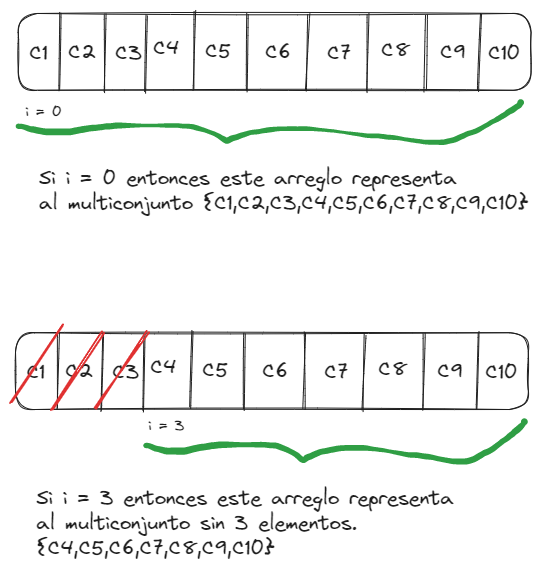 C1 C2 C3 C4 C5 C6 C7 C8 C9 C10
i = 0
Si i = 0 entonces este arreglo representa
al multiconjunto {C1,C2,C3,C4,C5,C6,C7,C8,C9,C10}
C1 C2 C3 C4 C5 C6 C7 C8 C9 C10
i = 3
Si i = 3 entonces este arreglo representa
al multiconjunto sin 3 elementos.
{C4,C5,C6,C7,C8,C9,C10}